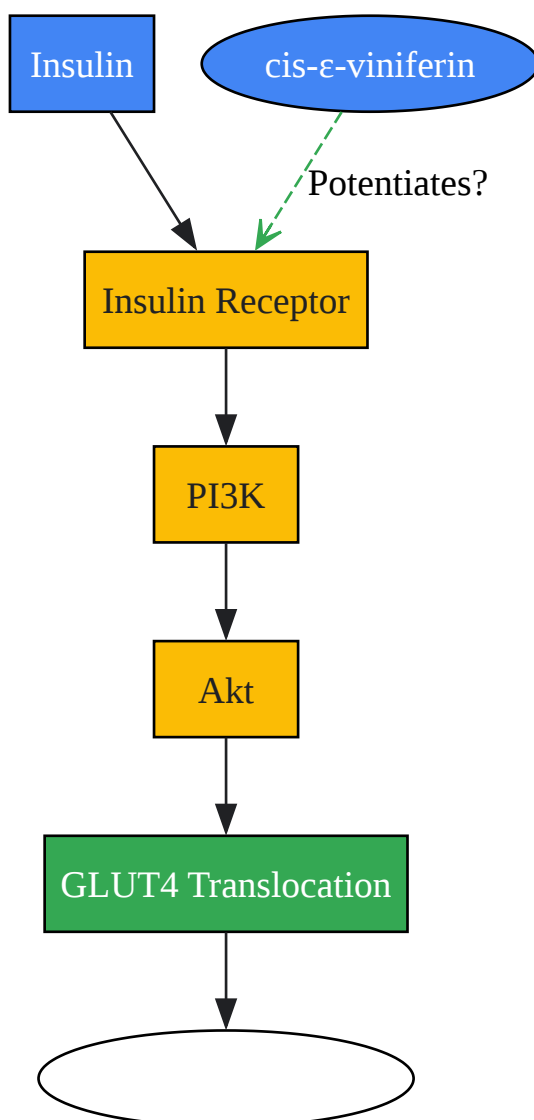 Insulin
cis-ε-viniferin
Potentiates?
Insulin Receptor
PI3K
Akt
GLUT4 Translocation